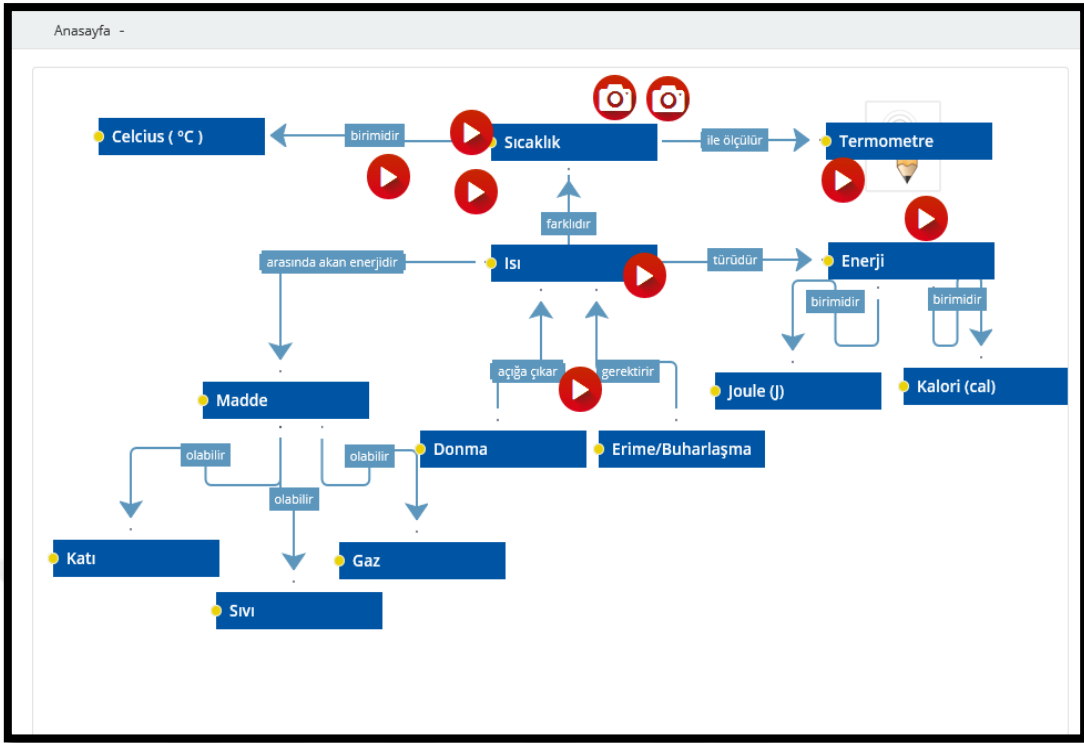 Anasayfa -
Celcius ( °C )
birimidir
Sıcaklık
ile ölçülür
Termometre
farklıdır
arasında akan enerjidir
Isı
türüdür
Enerji
birimidir
birimidir
açığa çıkar
gerektirir
Joule (J)
Kalori (cal)
Madde
Donma
Erime/Buharlaşma
olabilir
olabilir
olabilir
Katı
Gaz
Sıvı